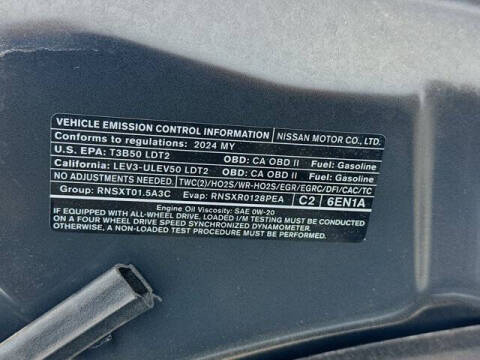 VEHICLE EMISSION CONTROL INFORMATION NISSAN MOTOR CO., LTD.
Conforms to regulations: 2024 MY
U.S. EPA: T3B50 LDT2 OBD: CA OBD II Fuel: Gasoline
California: LEV3-ULEV50 LDT2 OBD: CA OBD II Fuel: Gasoline
NO ADJUSTMENTS NEEDED. TWC(2)/HO2S/WR-HO2S/EGR/EGRC/DFI/CAC/TC
Group: RNSXT01.5A3C Evap: RNSXR0128PEA C2 6EN1A
Engine Oil Viscosity: SAE 0W-20
IF EQUIPPED WITH ALL-WHEEL DRIVE, LOADED I/M TESTING MUST BE CONDUCTED
ON A FOUR WHEEL DRIVE SPEED SYNCHRONIZED DYNAMOMETER.
OTHERWISE, A NON-LOADED TEST PROCEDURE MUST BE PERFORMED.